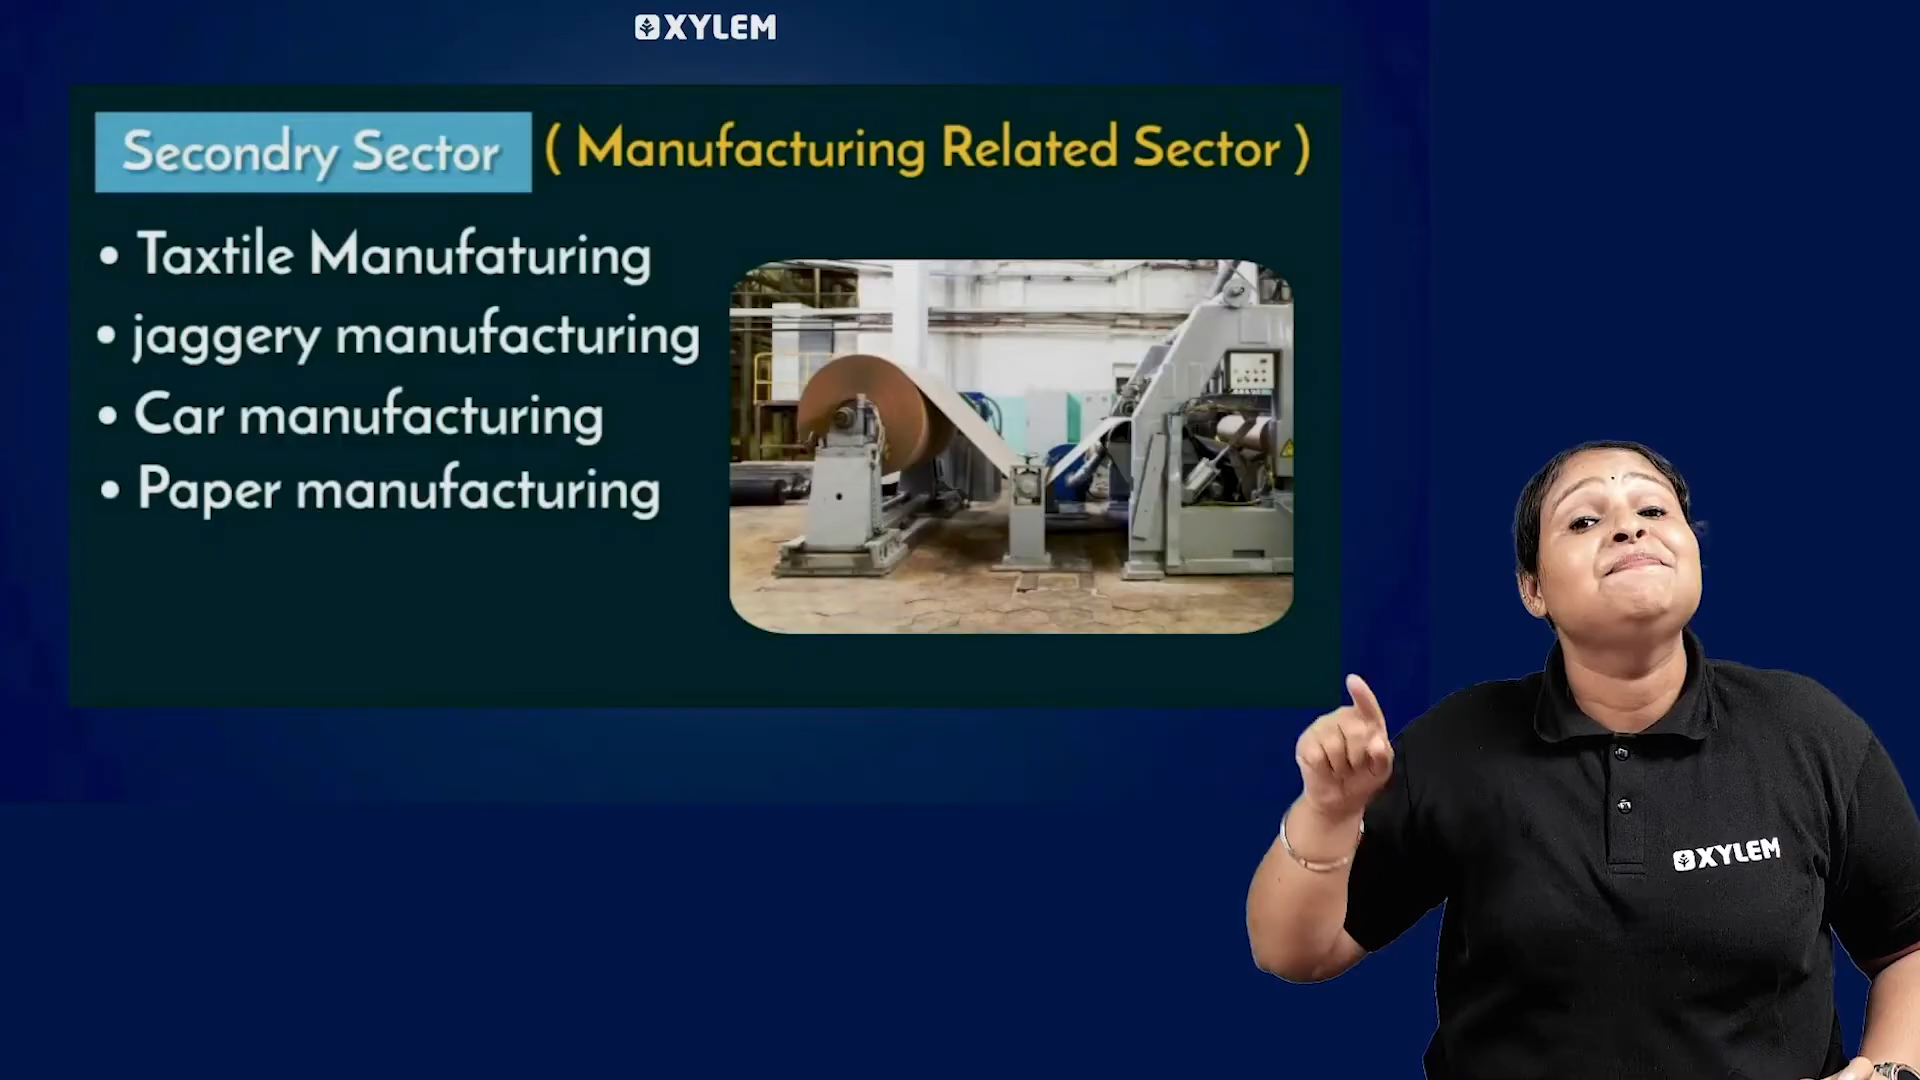 XYLEM
Secondry Sector ( Manufacturing Related Sector )
• Taxtile Manufaturing
• jaggery manufacturing
• Car manufacturing
• Paper manufacturing
XYLEM